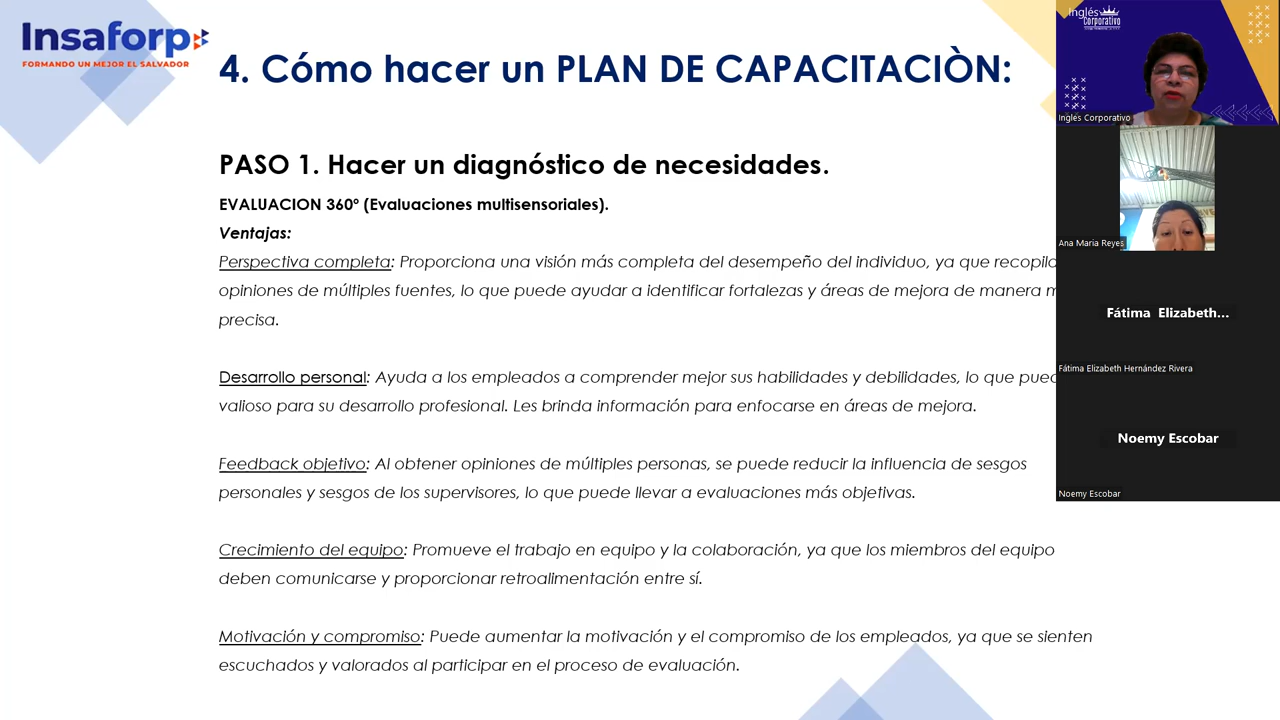 Insaforp
FORMANDO UN MEJOR EL SALVADOR
4. Cómo hacer un PLAN DE CAPACITACIÒN:
PASO 1. Hacer un diagnóstico de necesidades.
EVALUACION 360º (Evaluaciones multisensoriales).
Ventajas:
Perspectiva completa: Proporciona una visión más completa del desempeño del individuo, ya que recopila
opiniones de múltiples fuentes, lo que puede ayudar a identificar fortalezas y áreas de mejora de manera
precisa.
Desarrollo personal: Ayuda a los empleados a comprender mejor sus habilidades y debilidades, lo que
valioso para su desarrollo profesional. Les brinda información para enfocarse en áreas de mejora.
Feedback objetivo: Al obtener opiniones de múltiples personas, se puede reducir la influencia de sesgos
personales y sesgos de los supervisores, lo que puede llevar a evaluaciones más objetivas.
Crecimiento del equipo: Promueve el trabajo en equipo y la colaboración, ya que los miembros del equipo
deben comunicarse y proporcionar retroalimentación entre sí.
Motivación y compromiso: Puede aumentar la motivación y el compromiso de los empleados, ya que se sienten
escuchados y valorados al participar en el proceso de evaluación.
Inglés
Corporativo
Inglés Corporativo
Ana Maria Reyes
Fátima Elizabeth...
Fátima Elizabeth Hernández Rivera
Noemy Escobar
Noemy Escobar